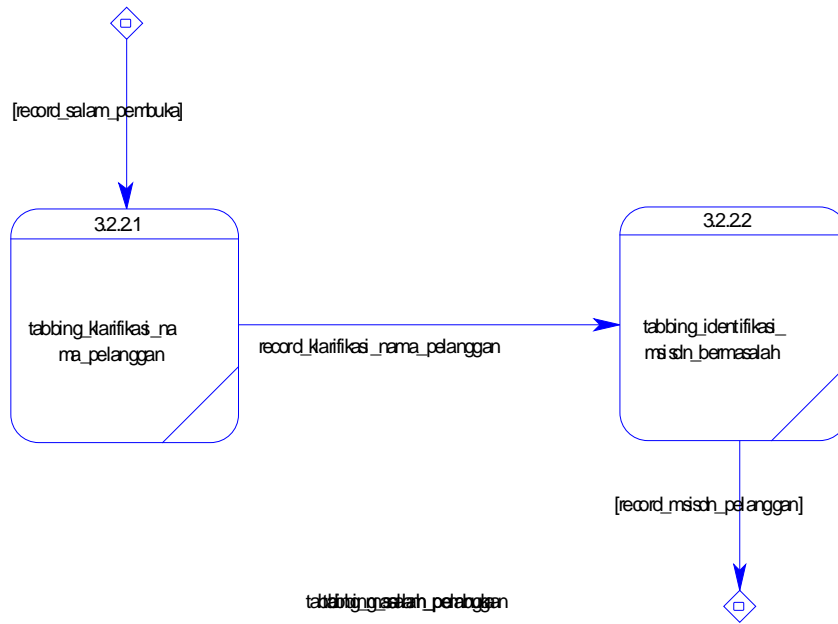 [record_salam_pembuka]
3.2.2.1
3.2.2.2
tabbing_klarifikasi_na
ma_pelanggan
record_klarifikasi_nama_pelanggan
tabbing_identifikasi_
msisdn_bermasalah
[record_msisdn_pelanggan]